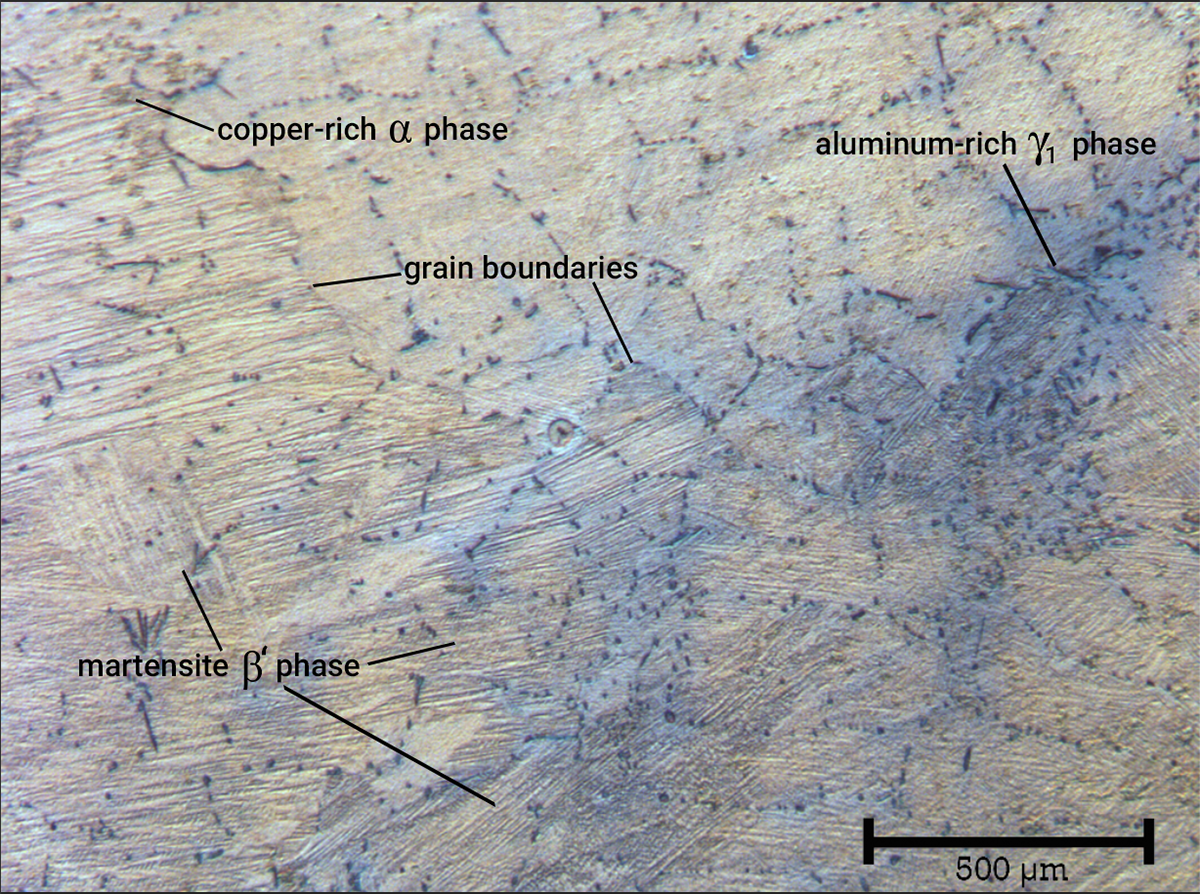 copper-rich α phase
aluminum-rich γ₁ phase
grain boundaries
martensite β′ phase
500 μm